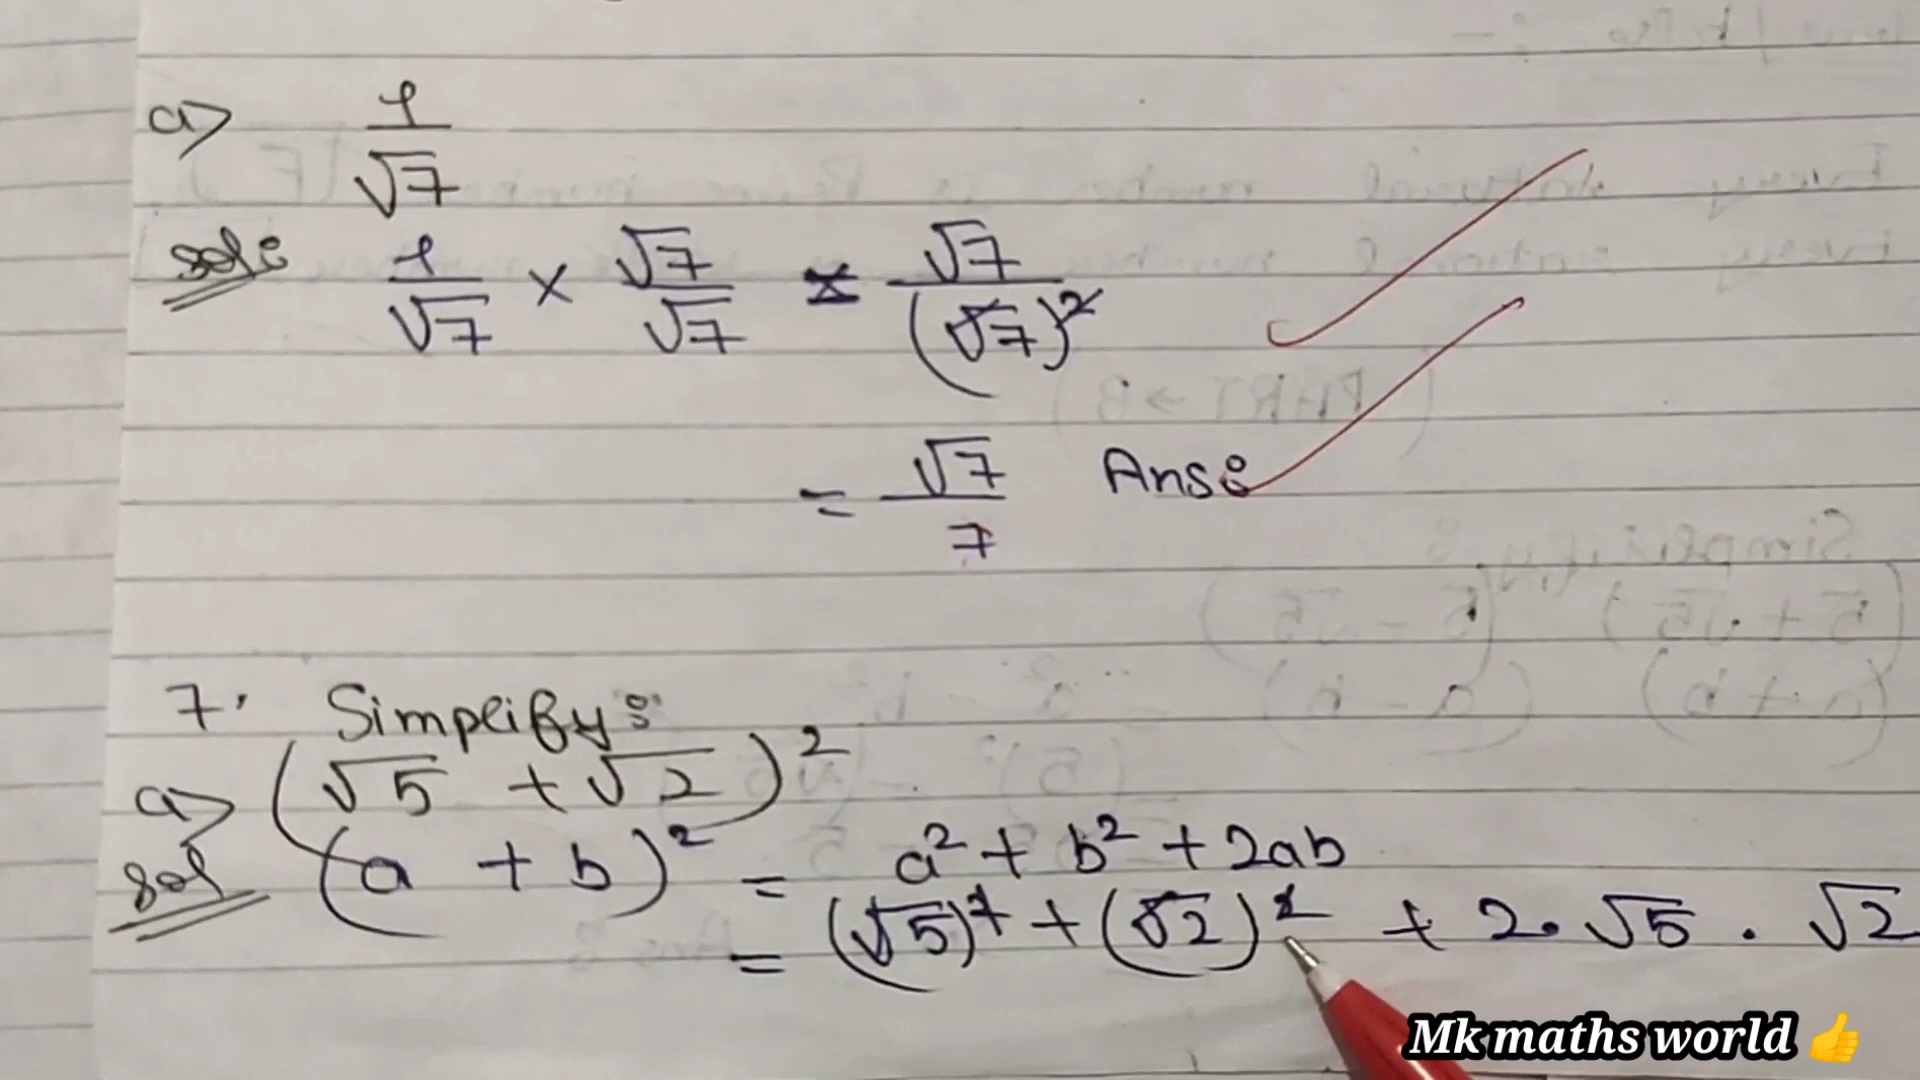 a> 1/√7
Sol: 1/√7 × √7/√7 = √7/(√7)²
= √7/7 Ans:
7. Simplify:
a> (√5 + √2)²
Sol (a + b)² = a² + b² + 2ab
= (√5)² + (√2)² + 2 . √5 . √2
Mk maths world 👍